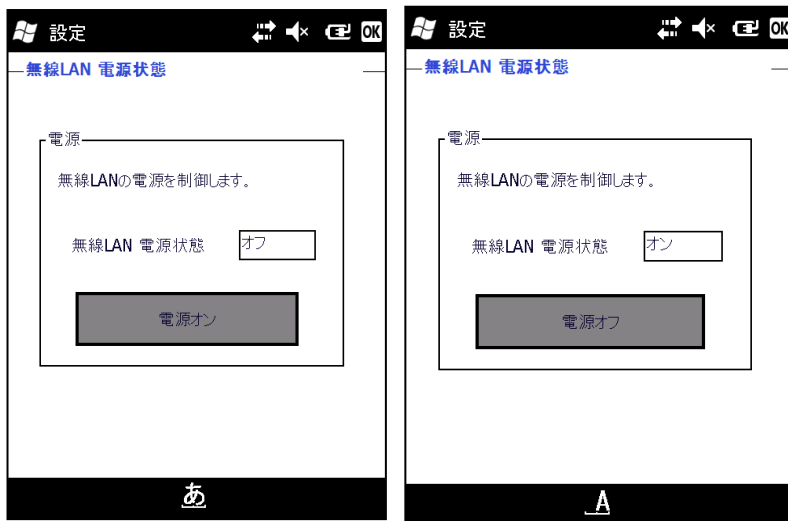 設定
OK
無線LAN 電源状態
電源
無線LANの電源を制御します。
無線LAN 電源状態
オフ
電源オン
あ
設定
OK
無線LAN 電源状態
電源
無線LANの電源を制御します。
無線LAN 電源状態
オン
電源オフ
A